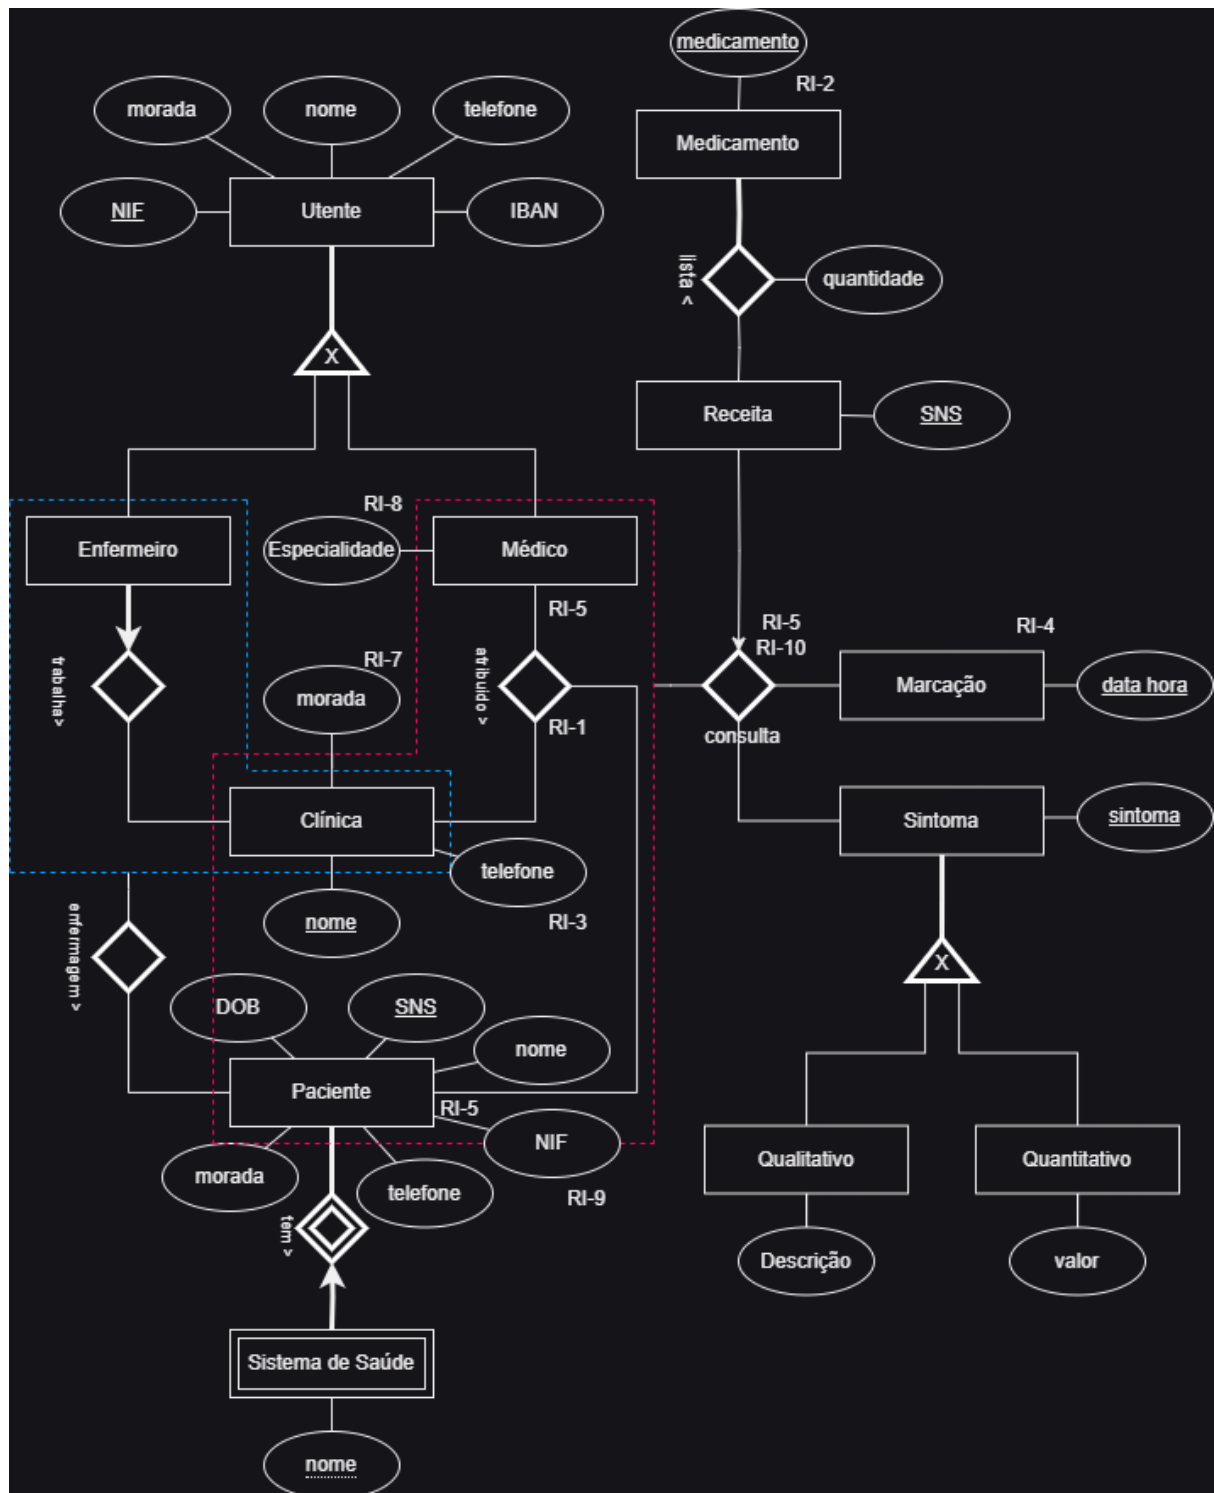 medicamento
RI-2
morada
nome
telefone
Medicamento
NIF
Utente
IBAN
lista <
quantidade
X
Receita
SNS
RI-8
Enfermeiro
Especialidade
Médico
RI-5
RI-5
RI-10
RI-4
RI-7
trabalha>
morada
atibuido >
Marcação
data hora
RI-1
consulta
Clínica
Sintoma
sintoma
telefone
nome
RI-3
enfermagem >
X
DOB
SNS
nome
Paciente
RI-5
NIF
Qualitativo
Quantitativo
morada
telefone
RI-9
tem >
Descrição
valor
Sistema de Saúde
nome